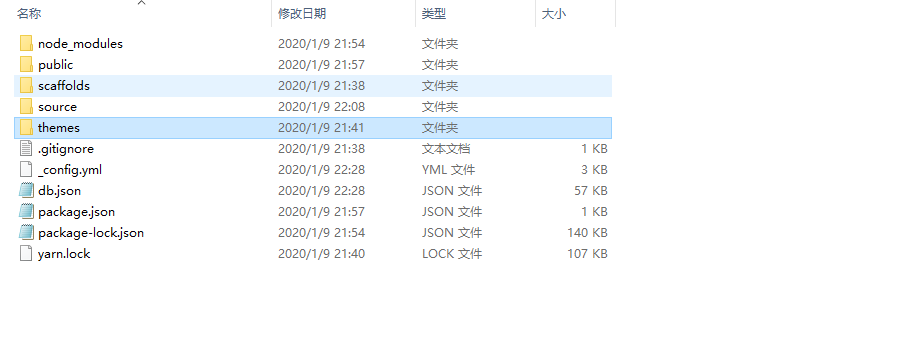 名称 修改日期 类型 大小
node_modules 2020/1/9 21:54 文件夹
public 2020/1/9 21:57 文件夹
scaffolds 2020/1/9 21:38 文件夹
source 2020/1/9 22:08 文件夹
themes 2020/1/9 21:41 文件夹
.gitignore 2020/1/9 21:38 文本文档 1 KB
_config.yml 2020/1/9 22:28 YML 文件 3 KB
db.json 2020/1/9 22:28 JSON 文件 57 KB
package.json 2020/1/9 21:57 JSON 文件 1 KB
package-lock.json 2020/1/9 21:54 JSON 文件 140 KB
yarn.lock 2020/1/9 21:40 LOCK 文件 107 KB